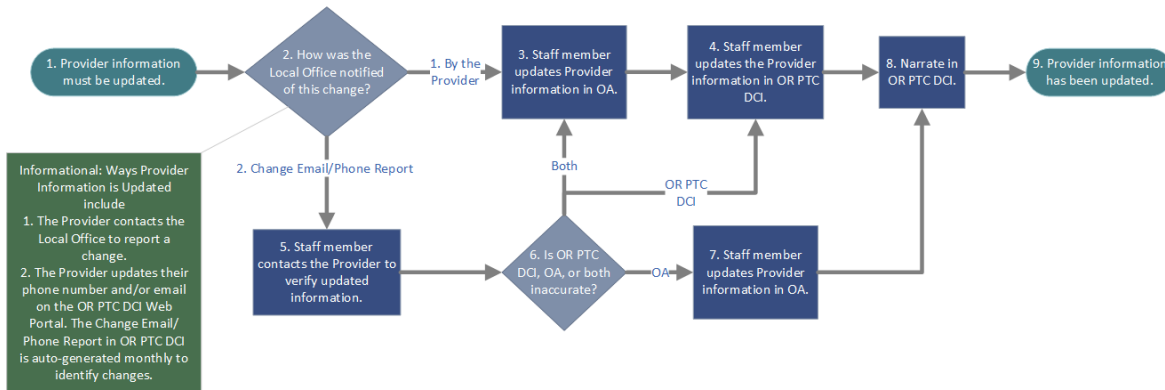 1. Provider information
must be updated.
2. How was the
Local Office notified
of this change?
1. By the
Provider
3. Staff member
updates Provider
information in OA.
4. Staff member
updates the Provider
information in OR PTC
DCI.
8. Narrate in
OR PTC DCI.
9. Provider information
has been updated.
2. Change Email/Phone Report
Both
OR PTC
DCI
Informational: Ways Provider
Information is Updated
include
1. The Provider contacts the
Local Office to report a
change.
2. The Provider updates their
phone number and/or email
on the OR PTC DCI Web
Portal. The Change Email/
Phone Report in OR PTC DCI
is auto-generated monthly to
identify changes.
5. Staff member
contacts the Provider to
verify updated
information.
6. Is OR PTC
DCI, OA, or both
inaccurate?
OA
7. Staff member
updates Provider
information in OA.